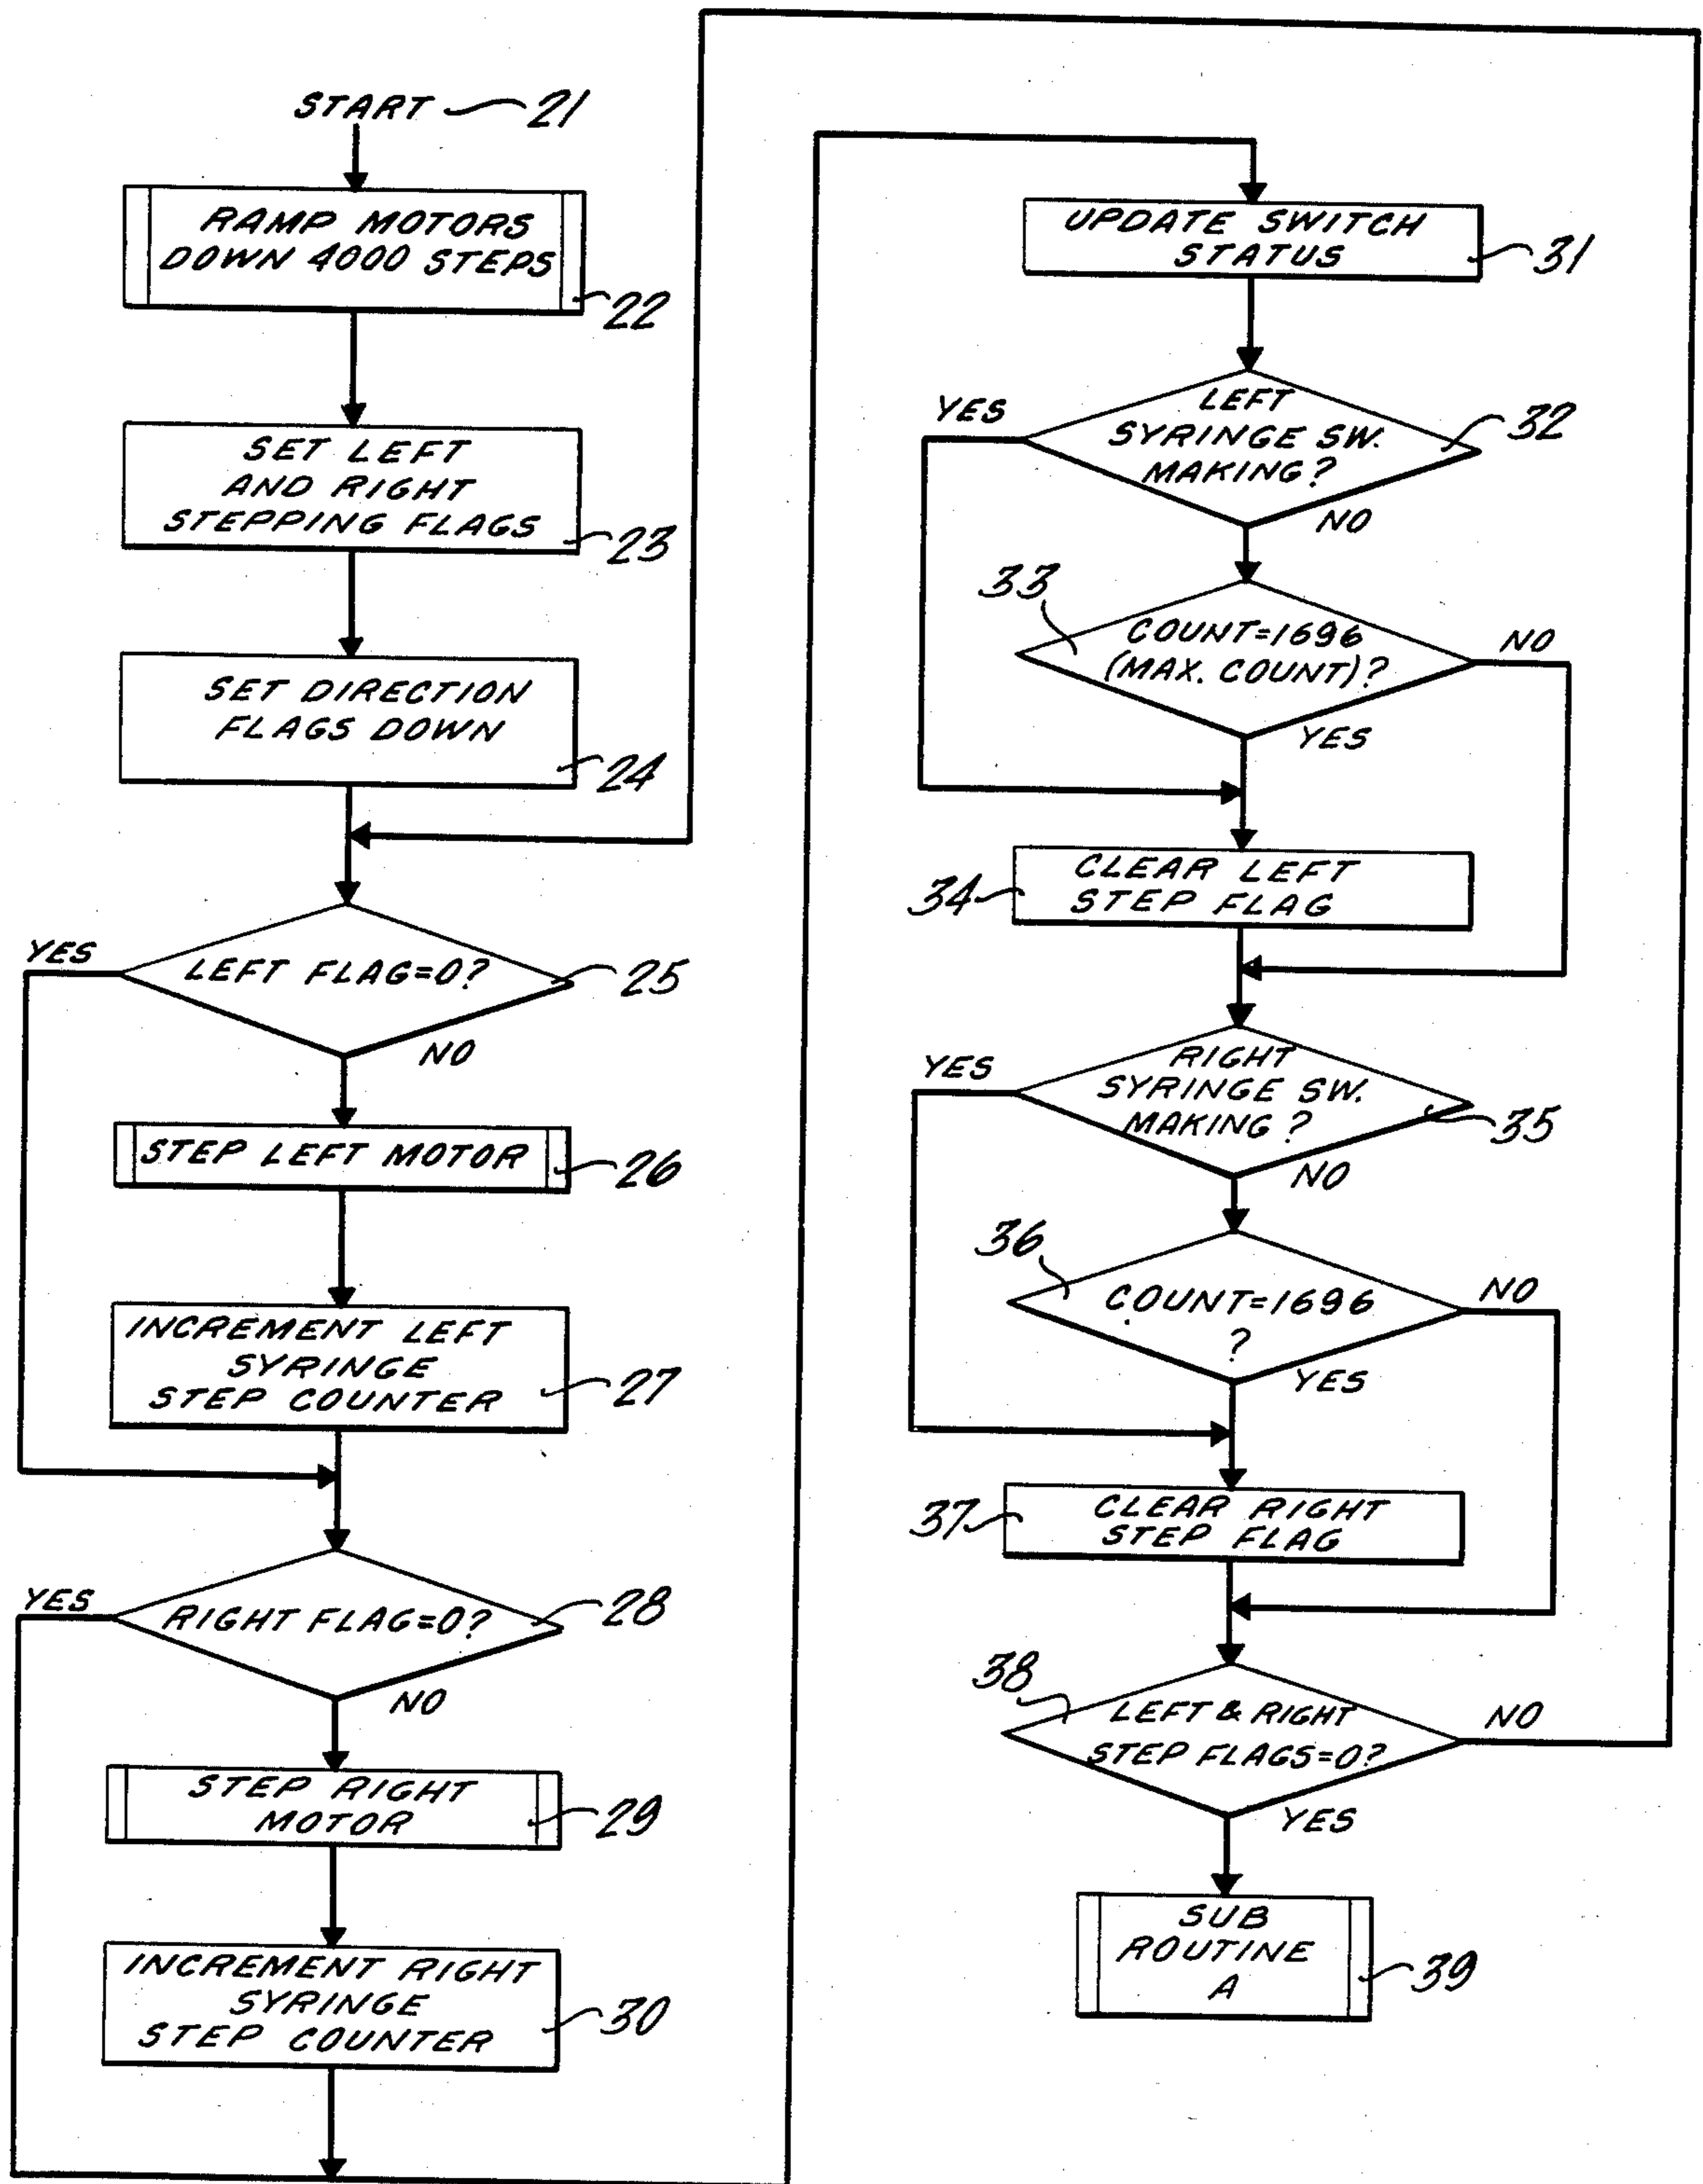 START 21
RAMP MOTORS
DOWN 4000 STEPS
22
SET LEFT
AND RIGHT
STEPPING FLAGS
23
SET DIRECTION
FLAGS DOWN
24
YES
LEFT FLAG=0?
25
NO
STEP LEFT MOTOR
26
INCREMENT LEFT
SYRINGE
STEP COUNTER
27
YES
RIGHT FLAG=0?
28
NO
STEP RIGHT
MOTOR
29
INCREMENT RIGHT
SYRINGE
STEP COUNTER
30
UPDATE SWITCH
STATUS
31
YES
LEFT
SYRINGE SW.
MAKING?
32
NO
33
COUNT=1696
(MAX. COUNT)?
NO
YES
34
CLEAR LEFT
STEP FLAG
YES
RIGHT
SYRINGE SW.
MAKING?
35
NO
36
COUNT=1696
?
NO
YES
37
CLEAR RIGHT
STEP FLAG
38
LEFT & RIGHT
STEP FLAGS=0?
NO
YES
SUB
ROUTINE
A
39